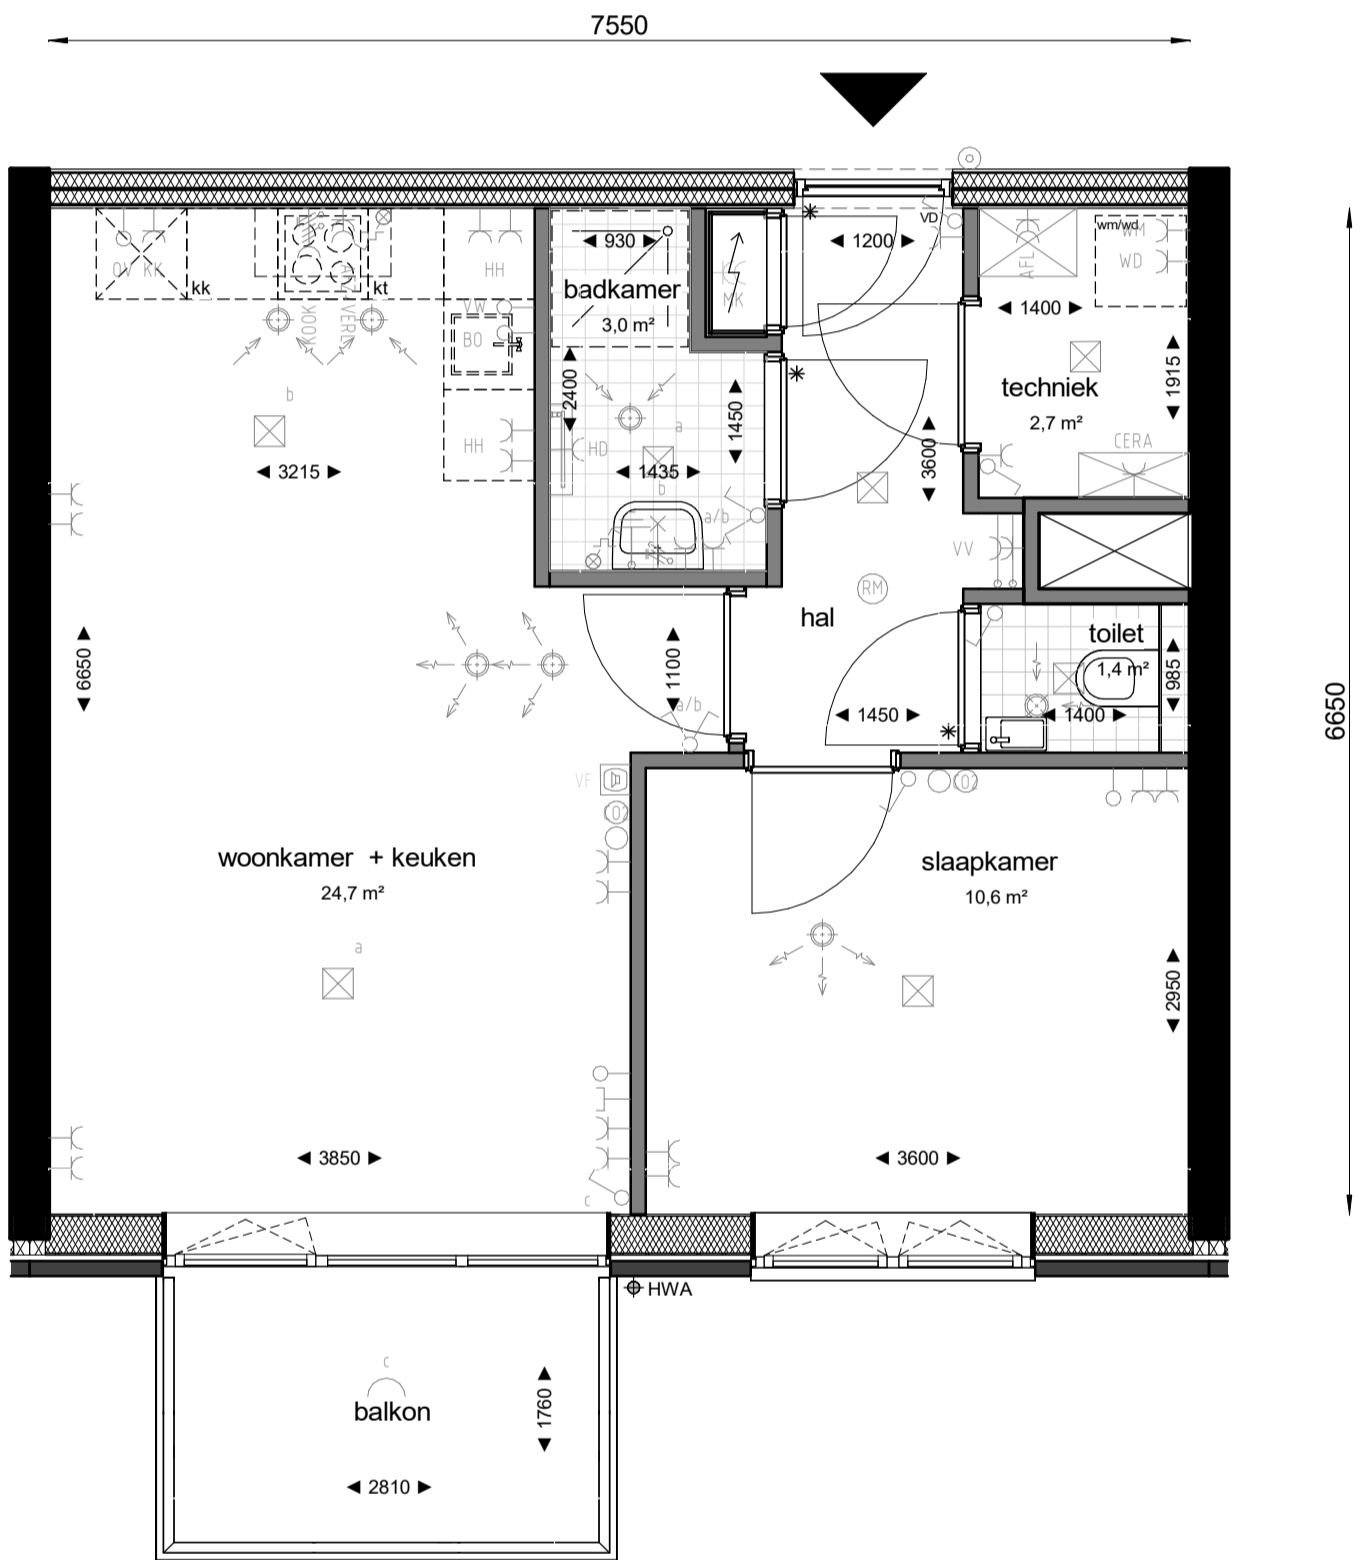 7550
VD
wm/wd
WM
WD
AFL
930
1200
OV KK
kk
kt
HH
MK
badkamer
3,0 m²
1400
VW
KOOK
BO
2400
1915
b
techniek
2,7 m²
a
1450
3600
CERA
3215
HH
HD
1435
b
a/b
VV
RM
hal
toilet
1,4 m²
985
6650
1100
a/b
1450
1400
6650
VF
CO2
CO2
woonkamer + keuken
24,7 m²
slaapkamer
10,6 m²
a
2950
3850
3600
c
HWA
c
balkon
1760
2810